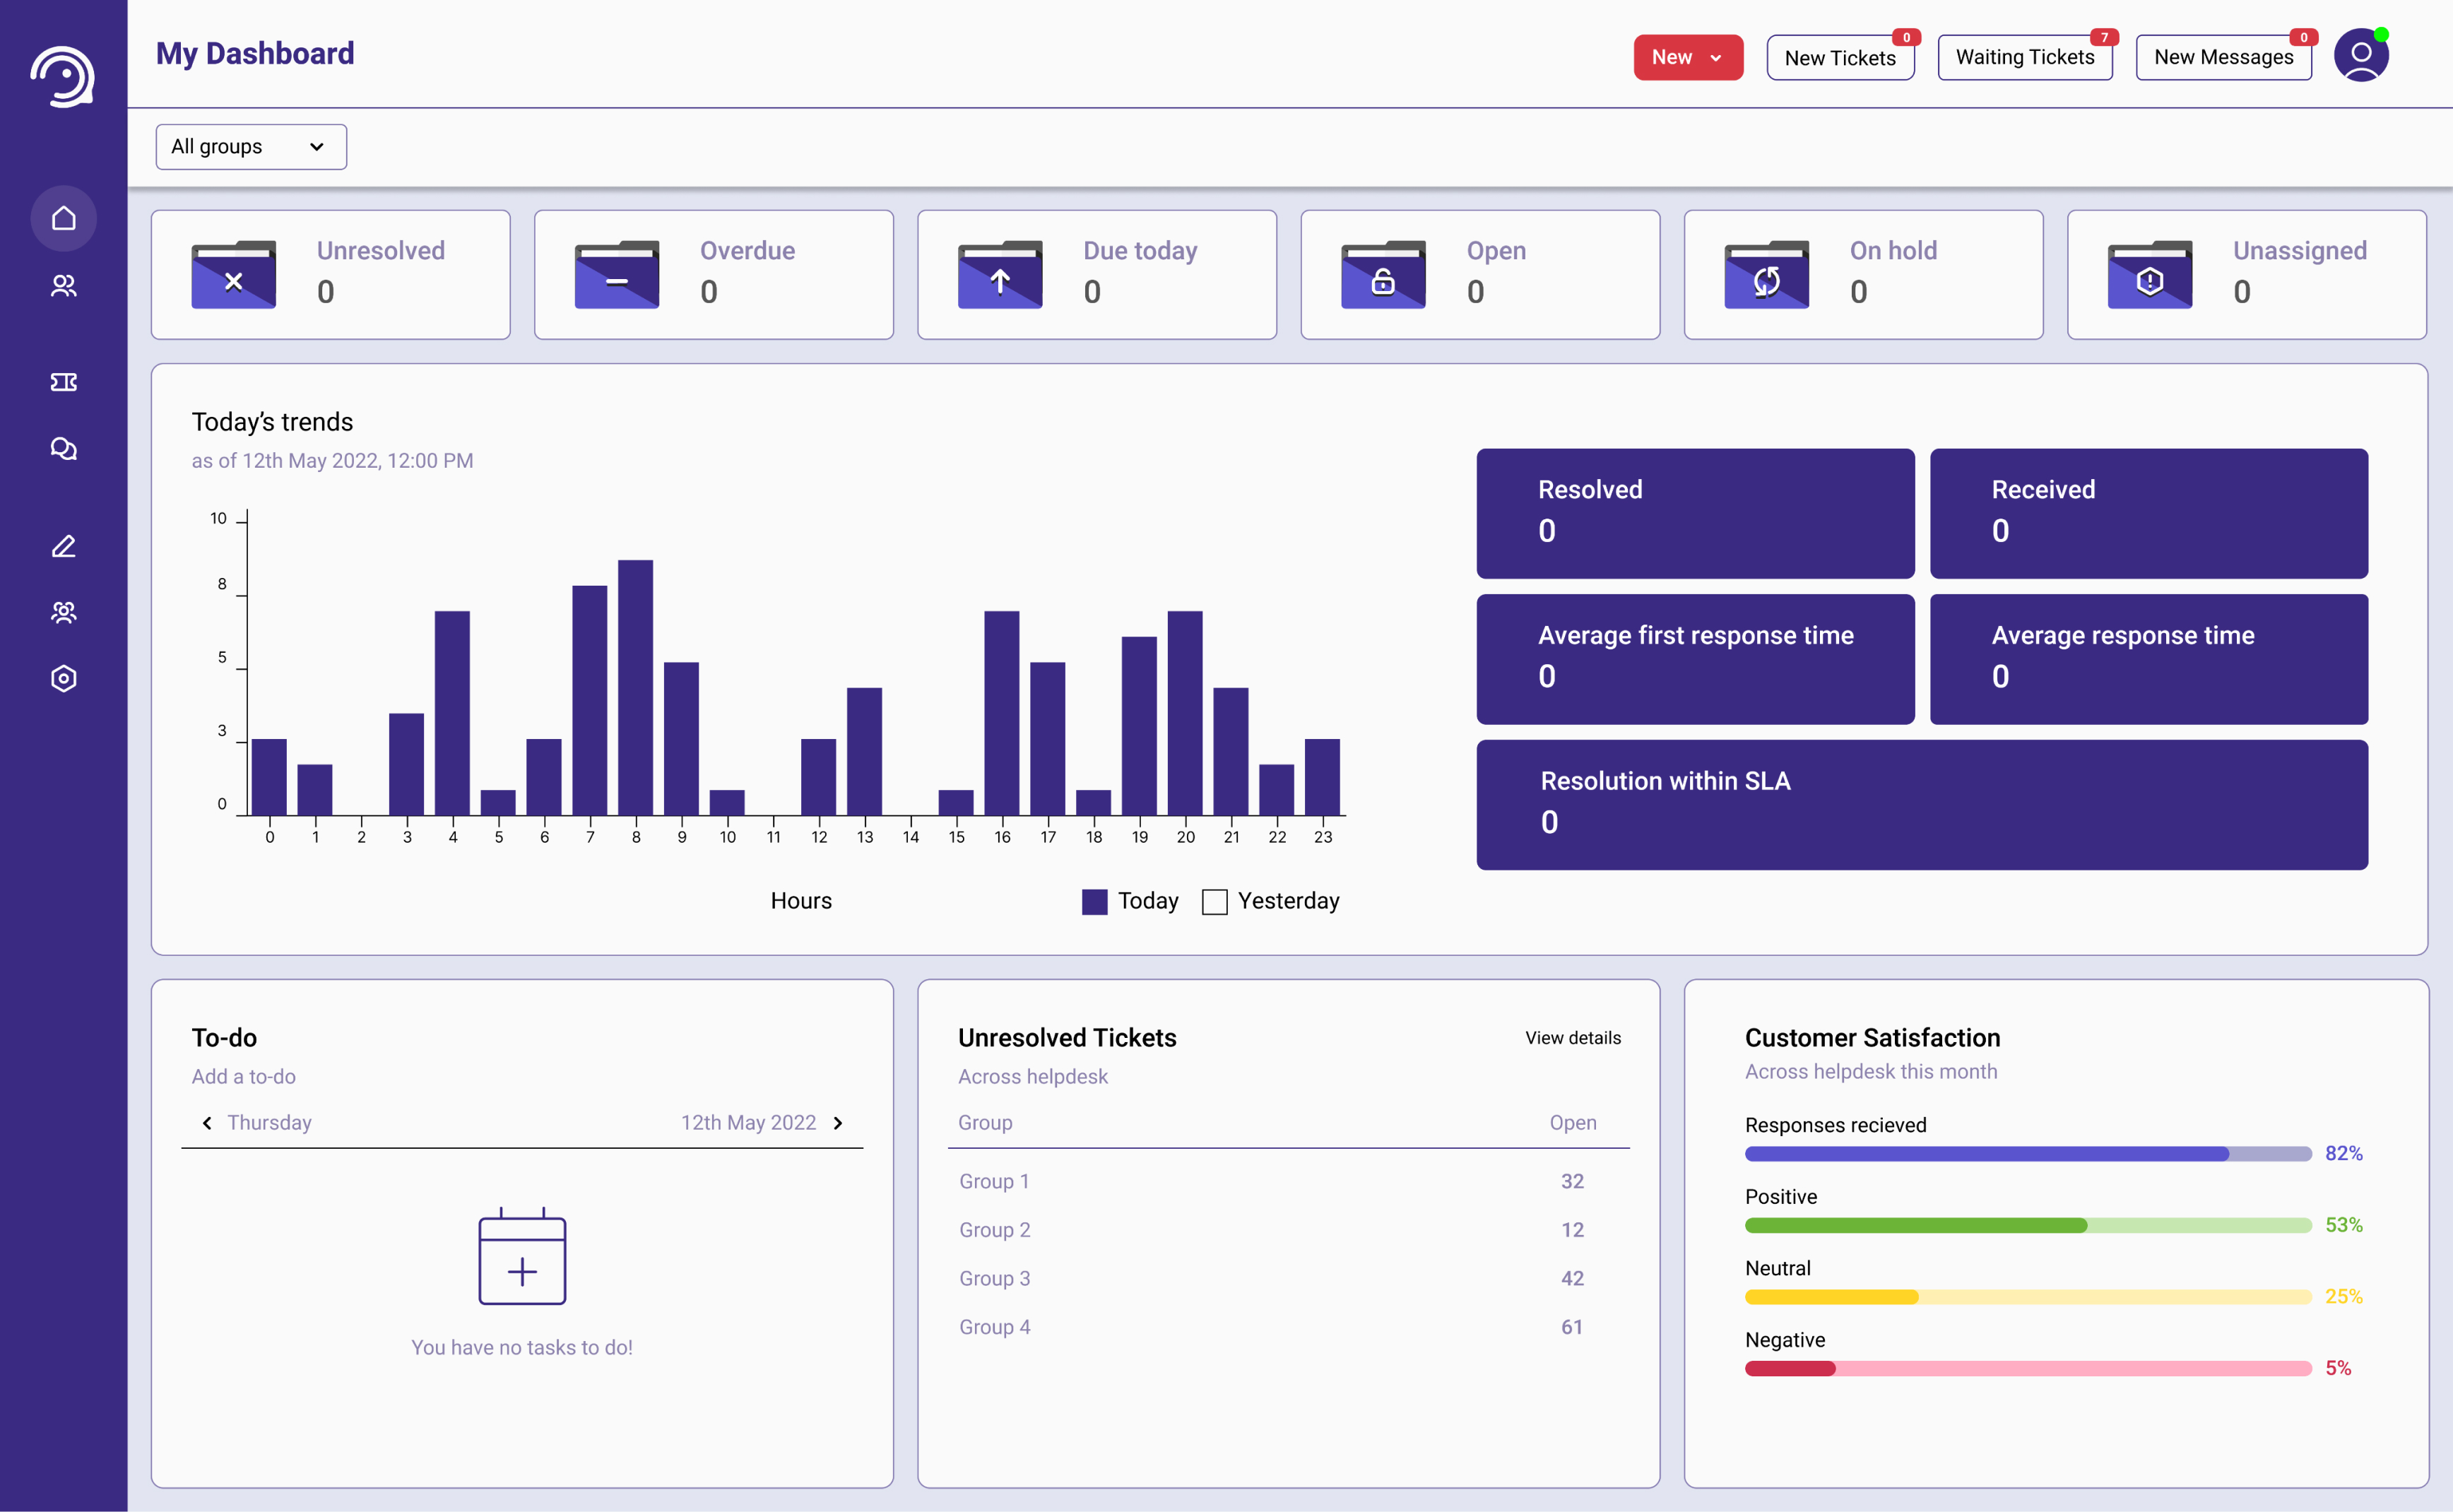 My Dashboard
New
New Tickets
0
Waiting Tickets
7
New Messages
0
All groups
Unresolved
0
Overdue
0
Due today
0
Open
0
On hold
0
Unassigned
0
Today’s trends
as of 12th May 2022, 12:00 PM
10
8
5
3
0
0 1 2 3 4 5 6 7 8 9 10 11 12 13 14 15 16 17 18 19 20 21 22 23
Hours
Today
Yesterday
Resolved
0
Received
0
Average first response time
0
Average response time
0
Resolution within SLA
0
To-do
Add a to-do
Thursday
12th May 2022
You have no tasks to do!
Unresolved Tickets
View details
Across helpdesk
Group Open
Group 1 32
Group 2 12
Group 3 42
Group 4 61
Customer Satisfaction
Across helpdesk this month
Responses recieved
82%
Positive
53%
Neutral
25%
Negative
5%